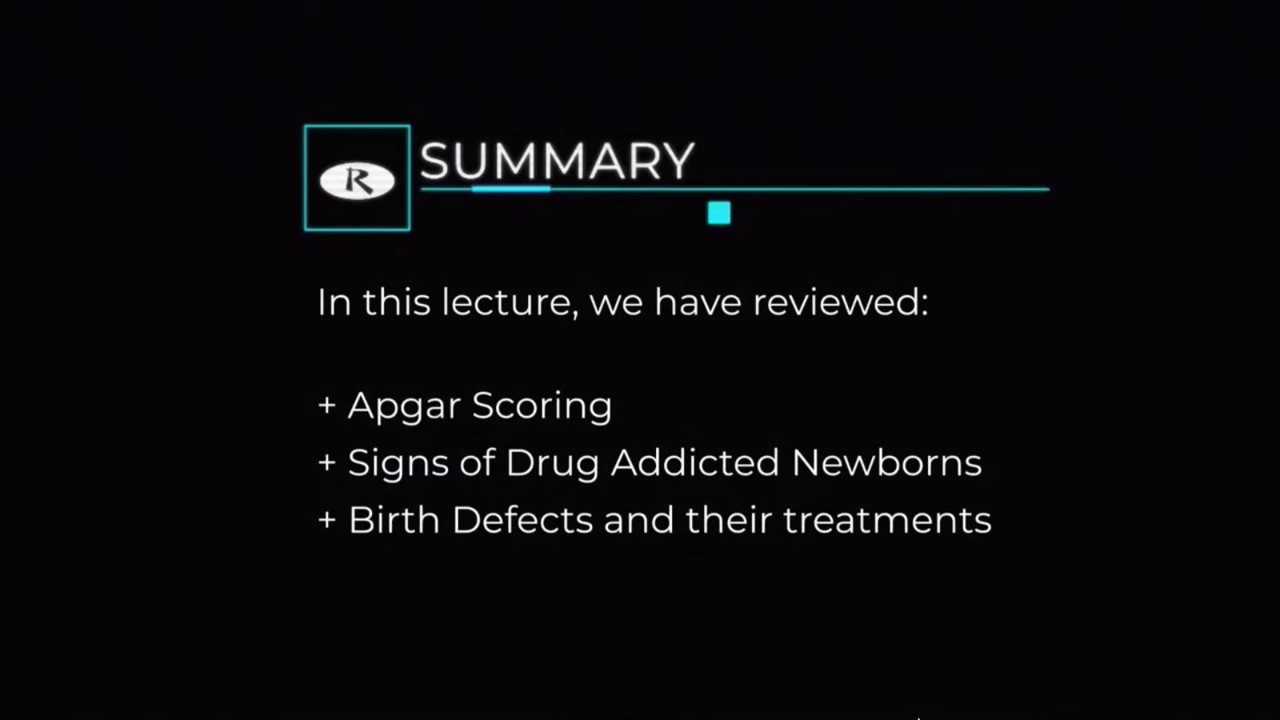 R
SUMMARY
In this lecture, we have reviewed:
+ Apgar Scoring
+ Signs of Drug Addicted Newborns
+ Birth Defects and their treatments